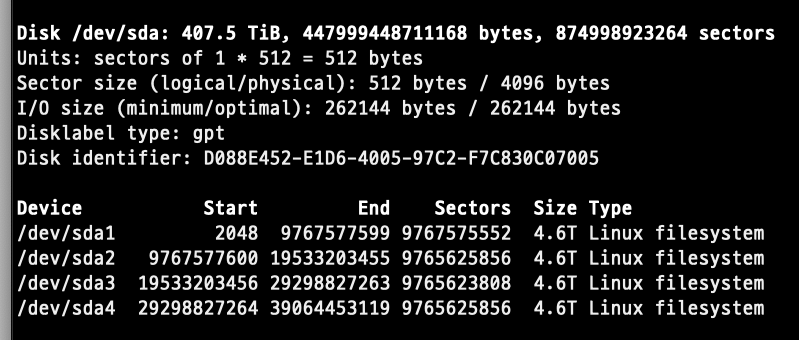 Disk /dev/sda: 407.5 TiB, 447999448711168 bytes, 874998923264 sectors
Units: sectors of 1 * 512 = 512 bytes
Sector size (logical/physical): 512 bytes / 4096 bytes
I/O size (minimum/optimal): 262144 bytes / 262144 bytes
Disklabel type: gpt
Disk identifier: D088E452-E1D6-4005-97C2-F7C830C07005
Device Start End Sectors Size Type
/dev/sda1 2048 9767577599 9767575552 4.6T Linux filesystem
/dev/sda2 9767577600 19533203455 9765625856 4.6T Linux filesystem
/dev/sda3 19533203456 29298827263 9765623808 4.6T Linux filesystem
/dev/sda4 29298827264 39064453119 9765625856 4.6T Linux filesystem